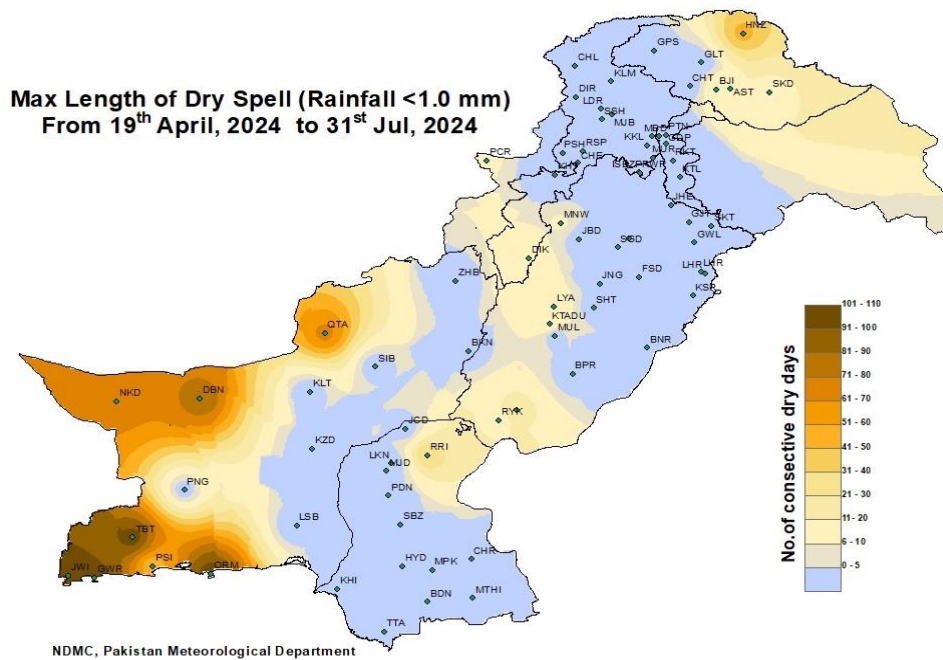 Max Length of Dry Spell (Rainfall <1.0 mm)
From 19th April, 2024 to 31st Jul, 2024
HNZ
GPS
GLT
CHL
KLM
CHT
BJI
AST
SKD
DIR
LDR
SSH
MJB
PTN
KKL
PSH
RSP
CHE
PCR
MUR
RKT
KTL
JHE
MNW
GJT
SKT
JBD
SGD
GWL
DIK
ZHB
JNG
FSD
LHR
LHR
LYA
SHT
KSR
KTADU
MUL
QTA
BNR
BKN
SIB
BPR
KLT
NKD
DBN
RYK
JCD
KZD
RRI
LKN
MJD
PNG
PDN
LSB
SBZ
TBT
PSI
ORM
HYD
MPK
CHR
JWI
GWR
KHI
BDN
MTHI
TTA
No. of consective dry days
101 - 110
91 - 100
81 - 90
71 - 80
61 - 70
51 - 60
41 - 50
31 - 40
21 - 30
11 - 20
6 - 10
0 - 5
NDMC, Pakistan Meteorological Department